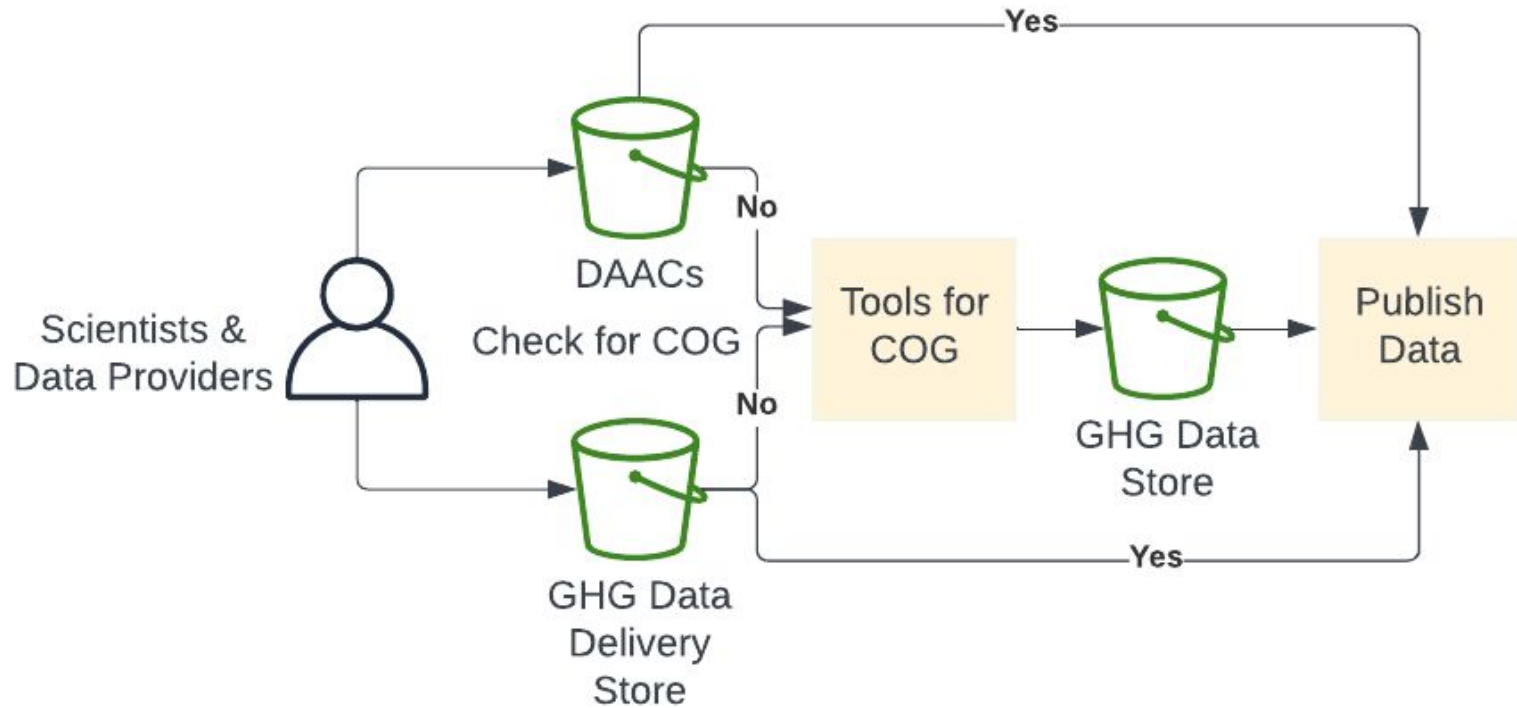 Yes
No
DAACs
Scientists &
Data Providers
Check for COG
Tools for
COG
Publish
Data
No
GHG Data
Store
GHG Data
Delivery
Store
Yes